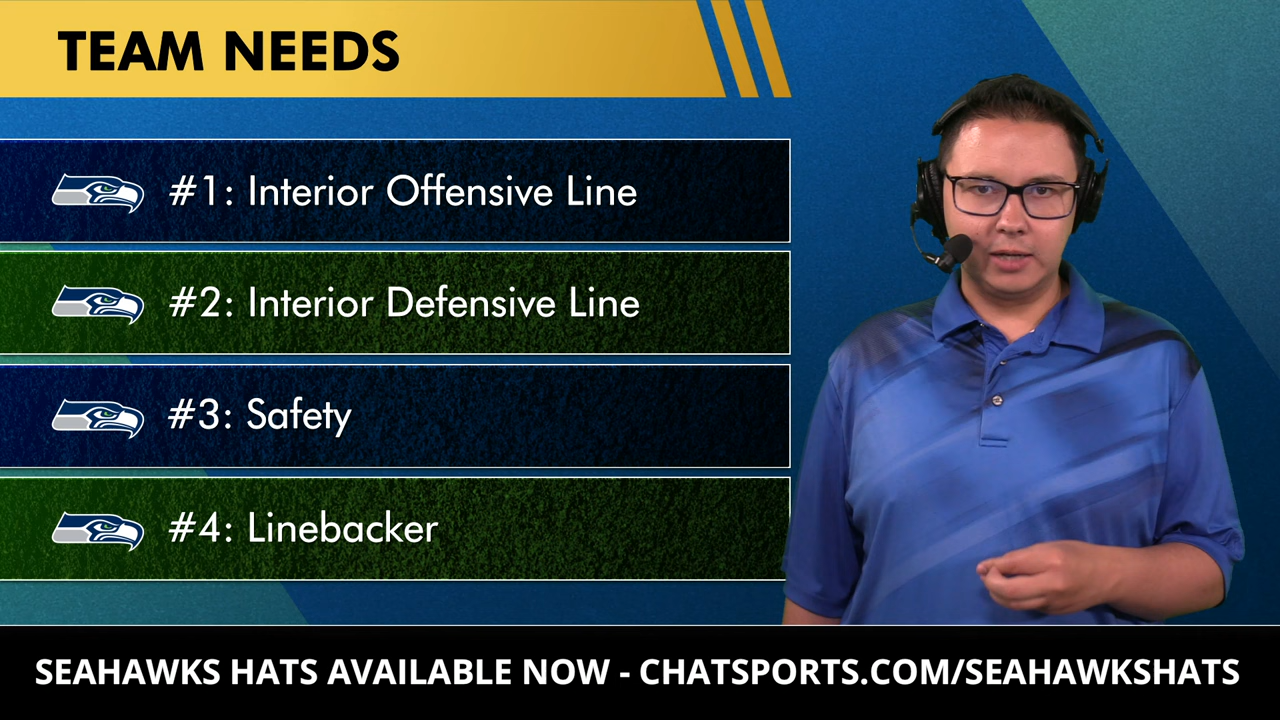 TEAM NEEDS
#1: Interior Offensive Line
#2: Interior Defensive Line
#3: Safety
#4: Linebacker
SEAHAWKS HATS AVAILABLE NOW - CHATSPORTS.COM/SEAHAWKSHATS